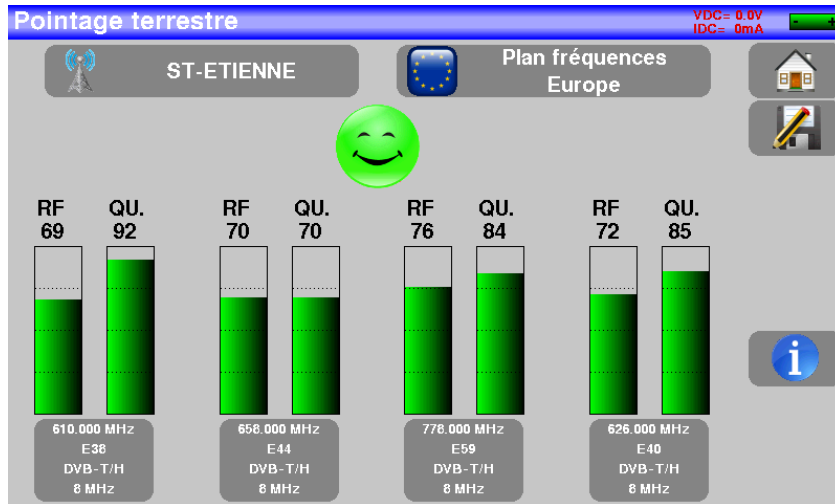 Pointage terrestre
VDC= 0.0V
IDC= 0mA
- +
ST-ETIENNE
Plan fréquences
Europe
RF QU. RF QU. RF QU. RF QU.
69 92 70 70 76 84 72 85
i
610.000 MHz 658.000 MHz 778.000 MHz 626.000 MHz
E38 E44 E59 E40
DVB-T/H DVB-T/H DVB-T/H DVB-T/H
8 MHz 8 MHz 8 MHz 8 MHz